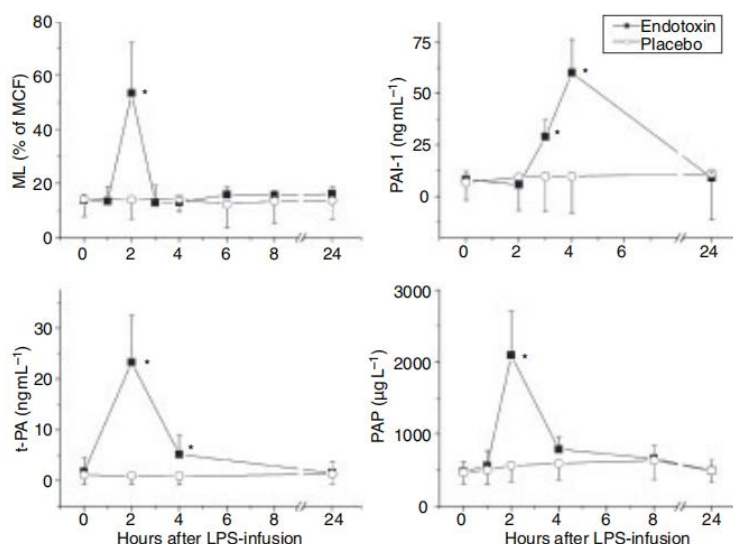 80
60
40
20
0
ML (% of MCF)
0 2 4 6 8 24
*
75
50
25
0
PAI-1 (ng mL−1)
0 2 4 6 24
*
*
Endotoxin
Placebo
30
20
10
0
t-PA (ngmL−1)
0 2 4 6 8 24
Hours after LPS-infusion
*
*
3000
2000
1000
500
0
PAP (µg L−1)
0 2 4 6 8 24
Hours after LPS-infusion
*